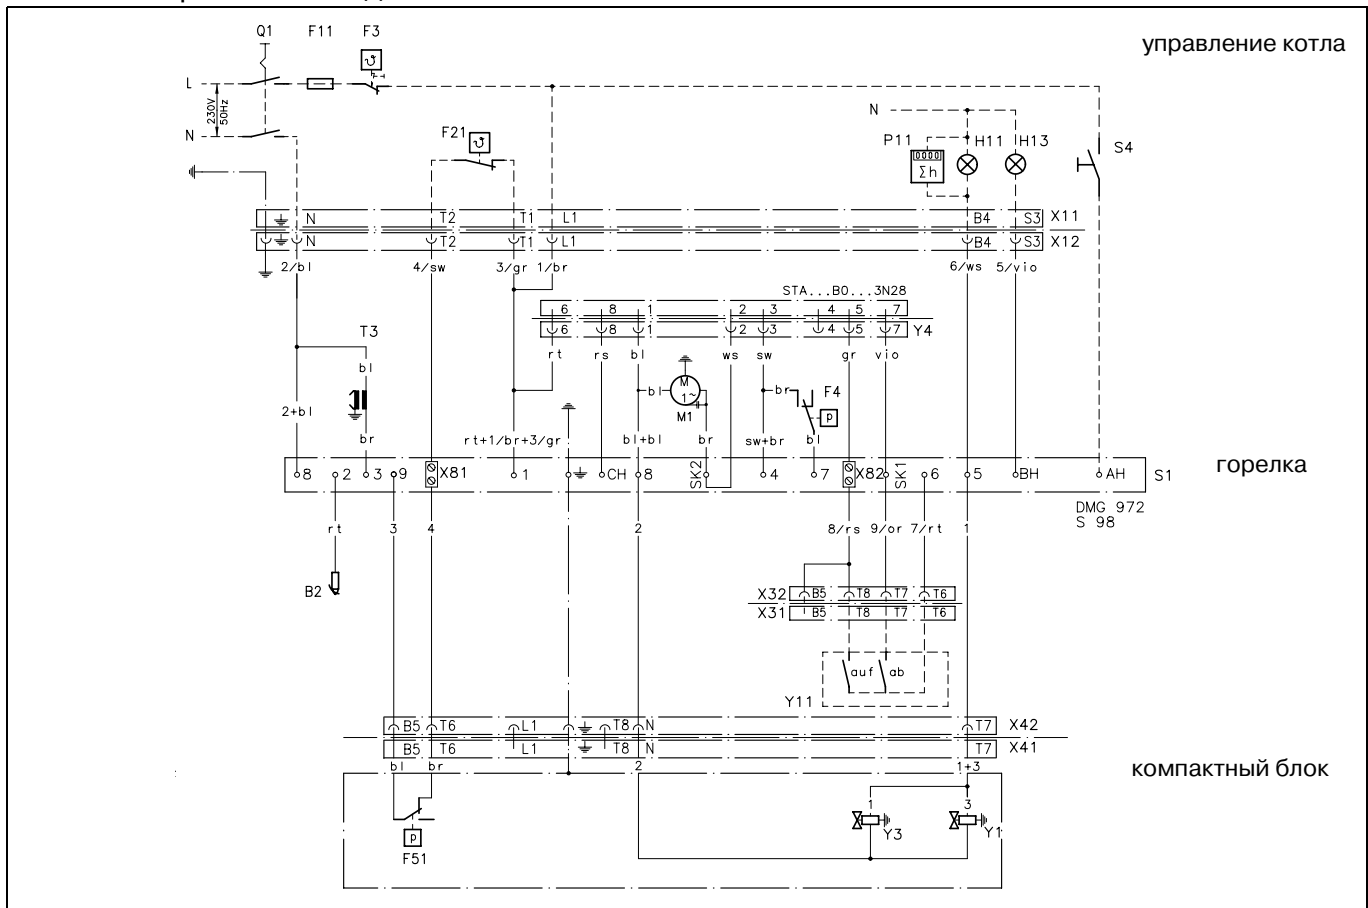 Q1 F11 F3
управление котла
L
230V
50Hz
N
F21
N
P11 H11 H13
0000
Σh
S4
N T2 T1 L1 B4 S3 X11
N T2 T1 L1 B4 S3 X12
2/bl 4/sw 3/gr 1/br 6/ws 5/vio
STA...B0...3N28
6 8 1 2 3 4 5 7
6 8 1 2 3 4 5 7 Y4
T3
rt rs bl ws sw gr vio
bl
bl M 1~ br F4
M1 p
2+bl
br rt+1/br+3/gr bl+bl br sw+br bl
8 2 3 9 X81 1 CH 8 SK2 4 7 X82 SK1 6 5 BH AH S1
горелка
DMG 972
S 98
rt 3 4 2 8/rs 9/or 7/rt 1
B2
X32 B5 T8 T7 T6
X31 B5 T8 T7 T6
auf ab
Y11
B5 T6 L1 T8 N T7 X42
B5 T6 L1 T8 N T7 X41
bl br 2 1+3
компактный блок
1 3
p Y3 Y1
F51